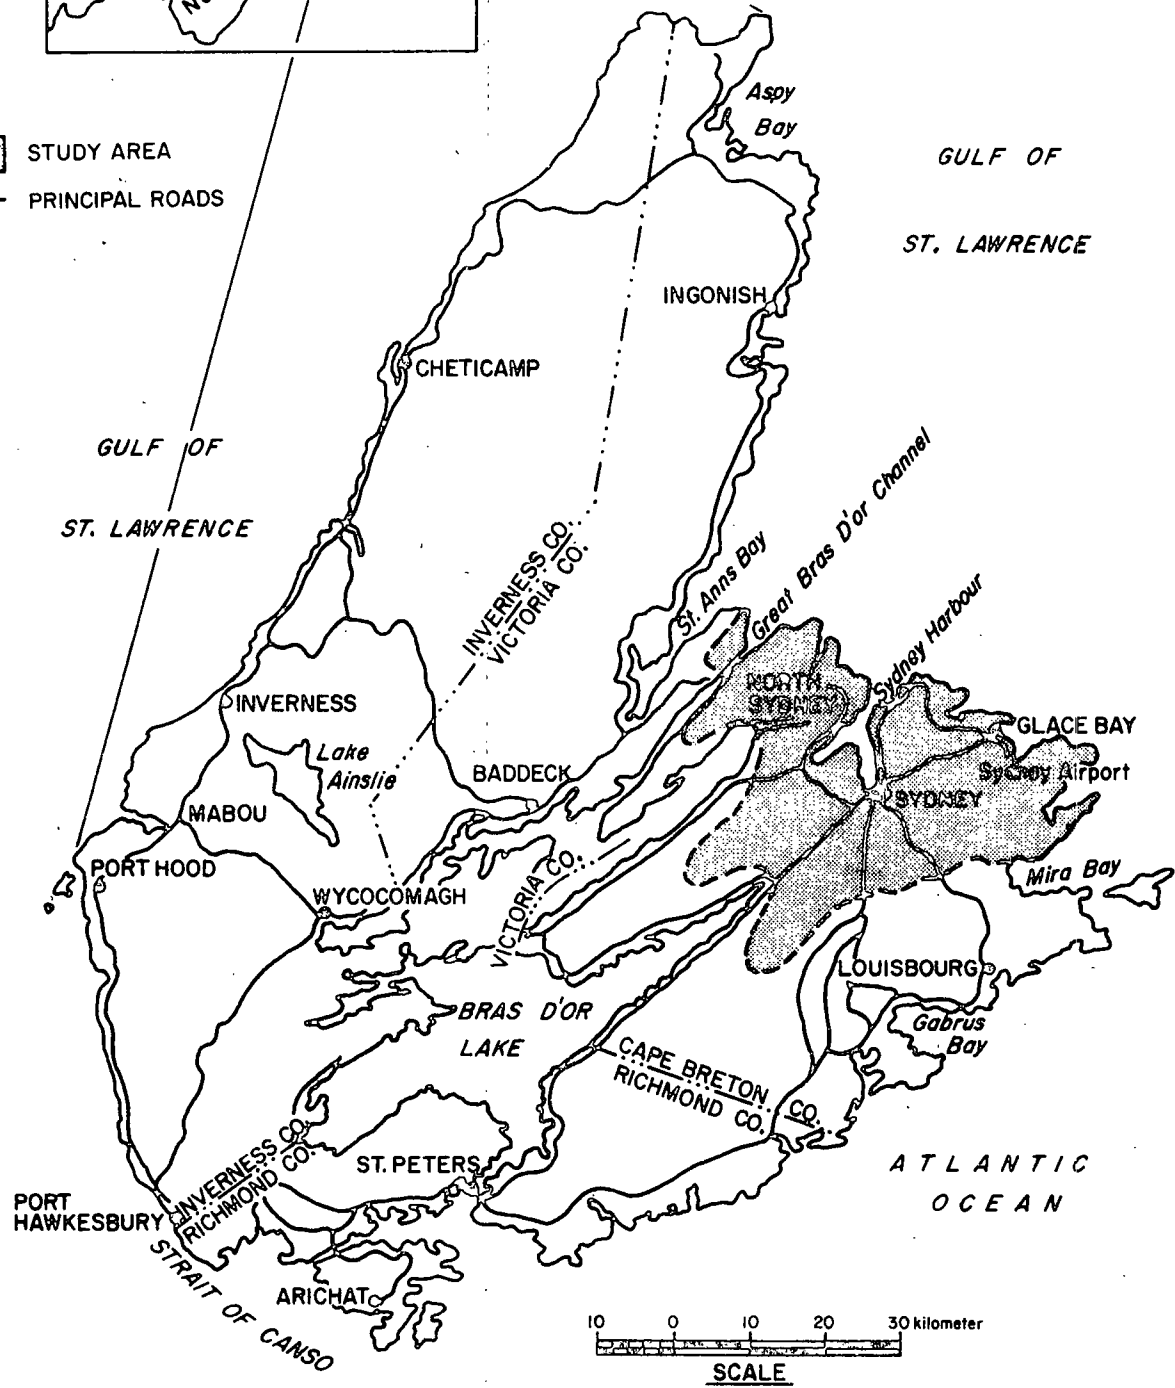 STUDY AREA
PRINCIPAL ROADS
Aspy
Bay
GULF OF
ST. LAWRENCE
INGONISH
CHETICAMP
GULF OF
ST. LAWRENCE
INVERNESS CO.
VICTORIA CO.
St. Anns Bay
Great Bras D'or Channel
Sydney Harbour
NORTH
SYDNEY
GLACE BAY
Sydney Airport
SYDNEY
INVERNESS
Lake
Ainslie
BADDECK
MABOU
PORT HOOD
WYCOCOMAGH
VICTORIA CO.
Mira Bay
LOUISBOURG
Gabrus
Bay
BRAS D'OR
LAKE
CAPE BRETON CO.
RICHMOND CO.
INVERNESS CO.
RICHMOND CO.
ST. PETERS
ATLANTIC
OCEAN
PORT
HAWKESBURY
STRAIT OF CANSO
ARICHAT
10 0 10 20 30 kilometer
SCALE